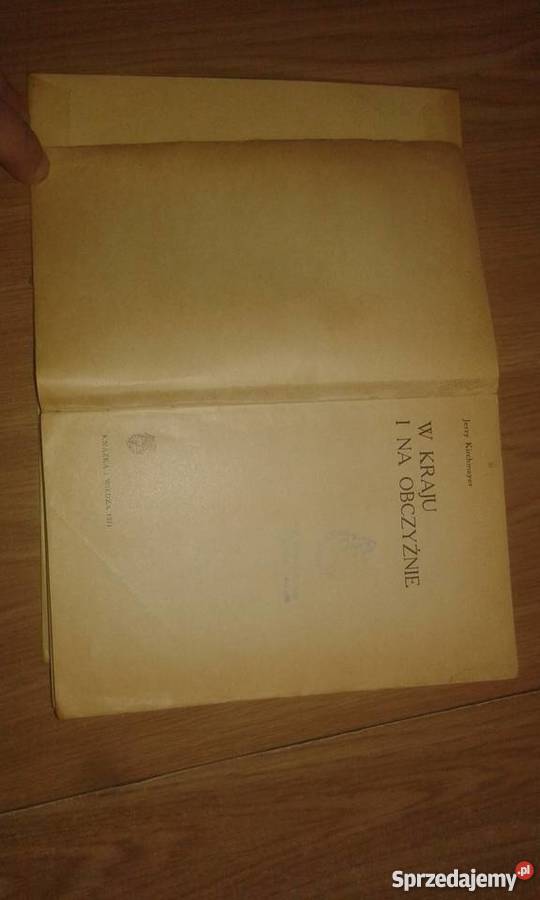 Jerzy Kirchmayer
W KRAJU
I NA OBCZYŹNIE
KSIĄŻKA I WIEDZA
Sprzedajemy.pl